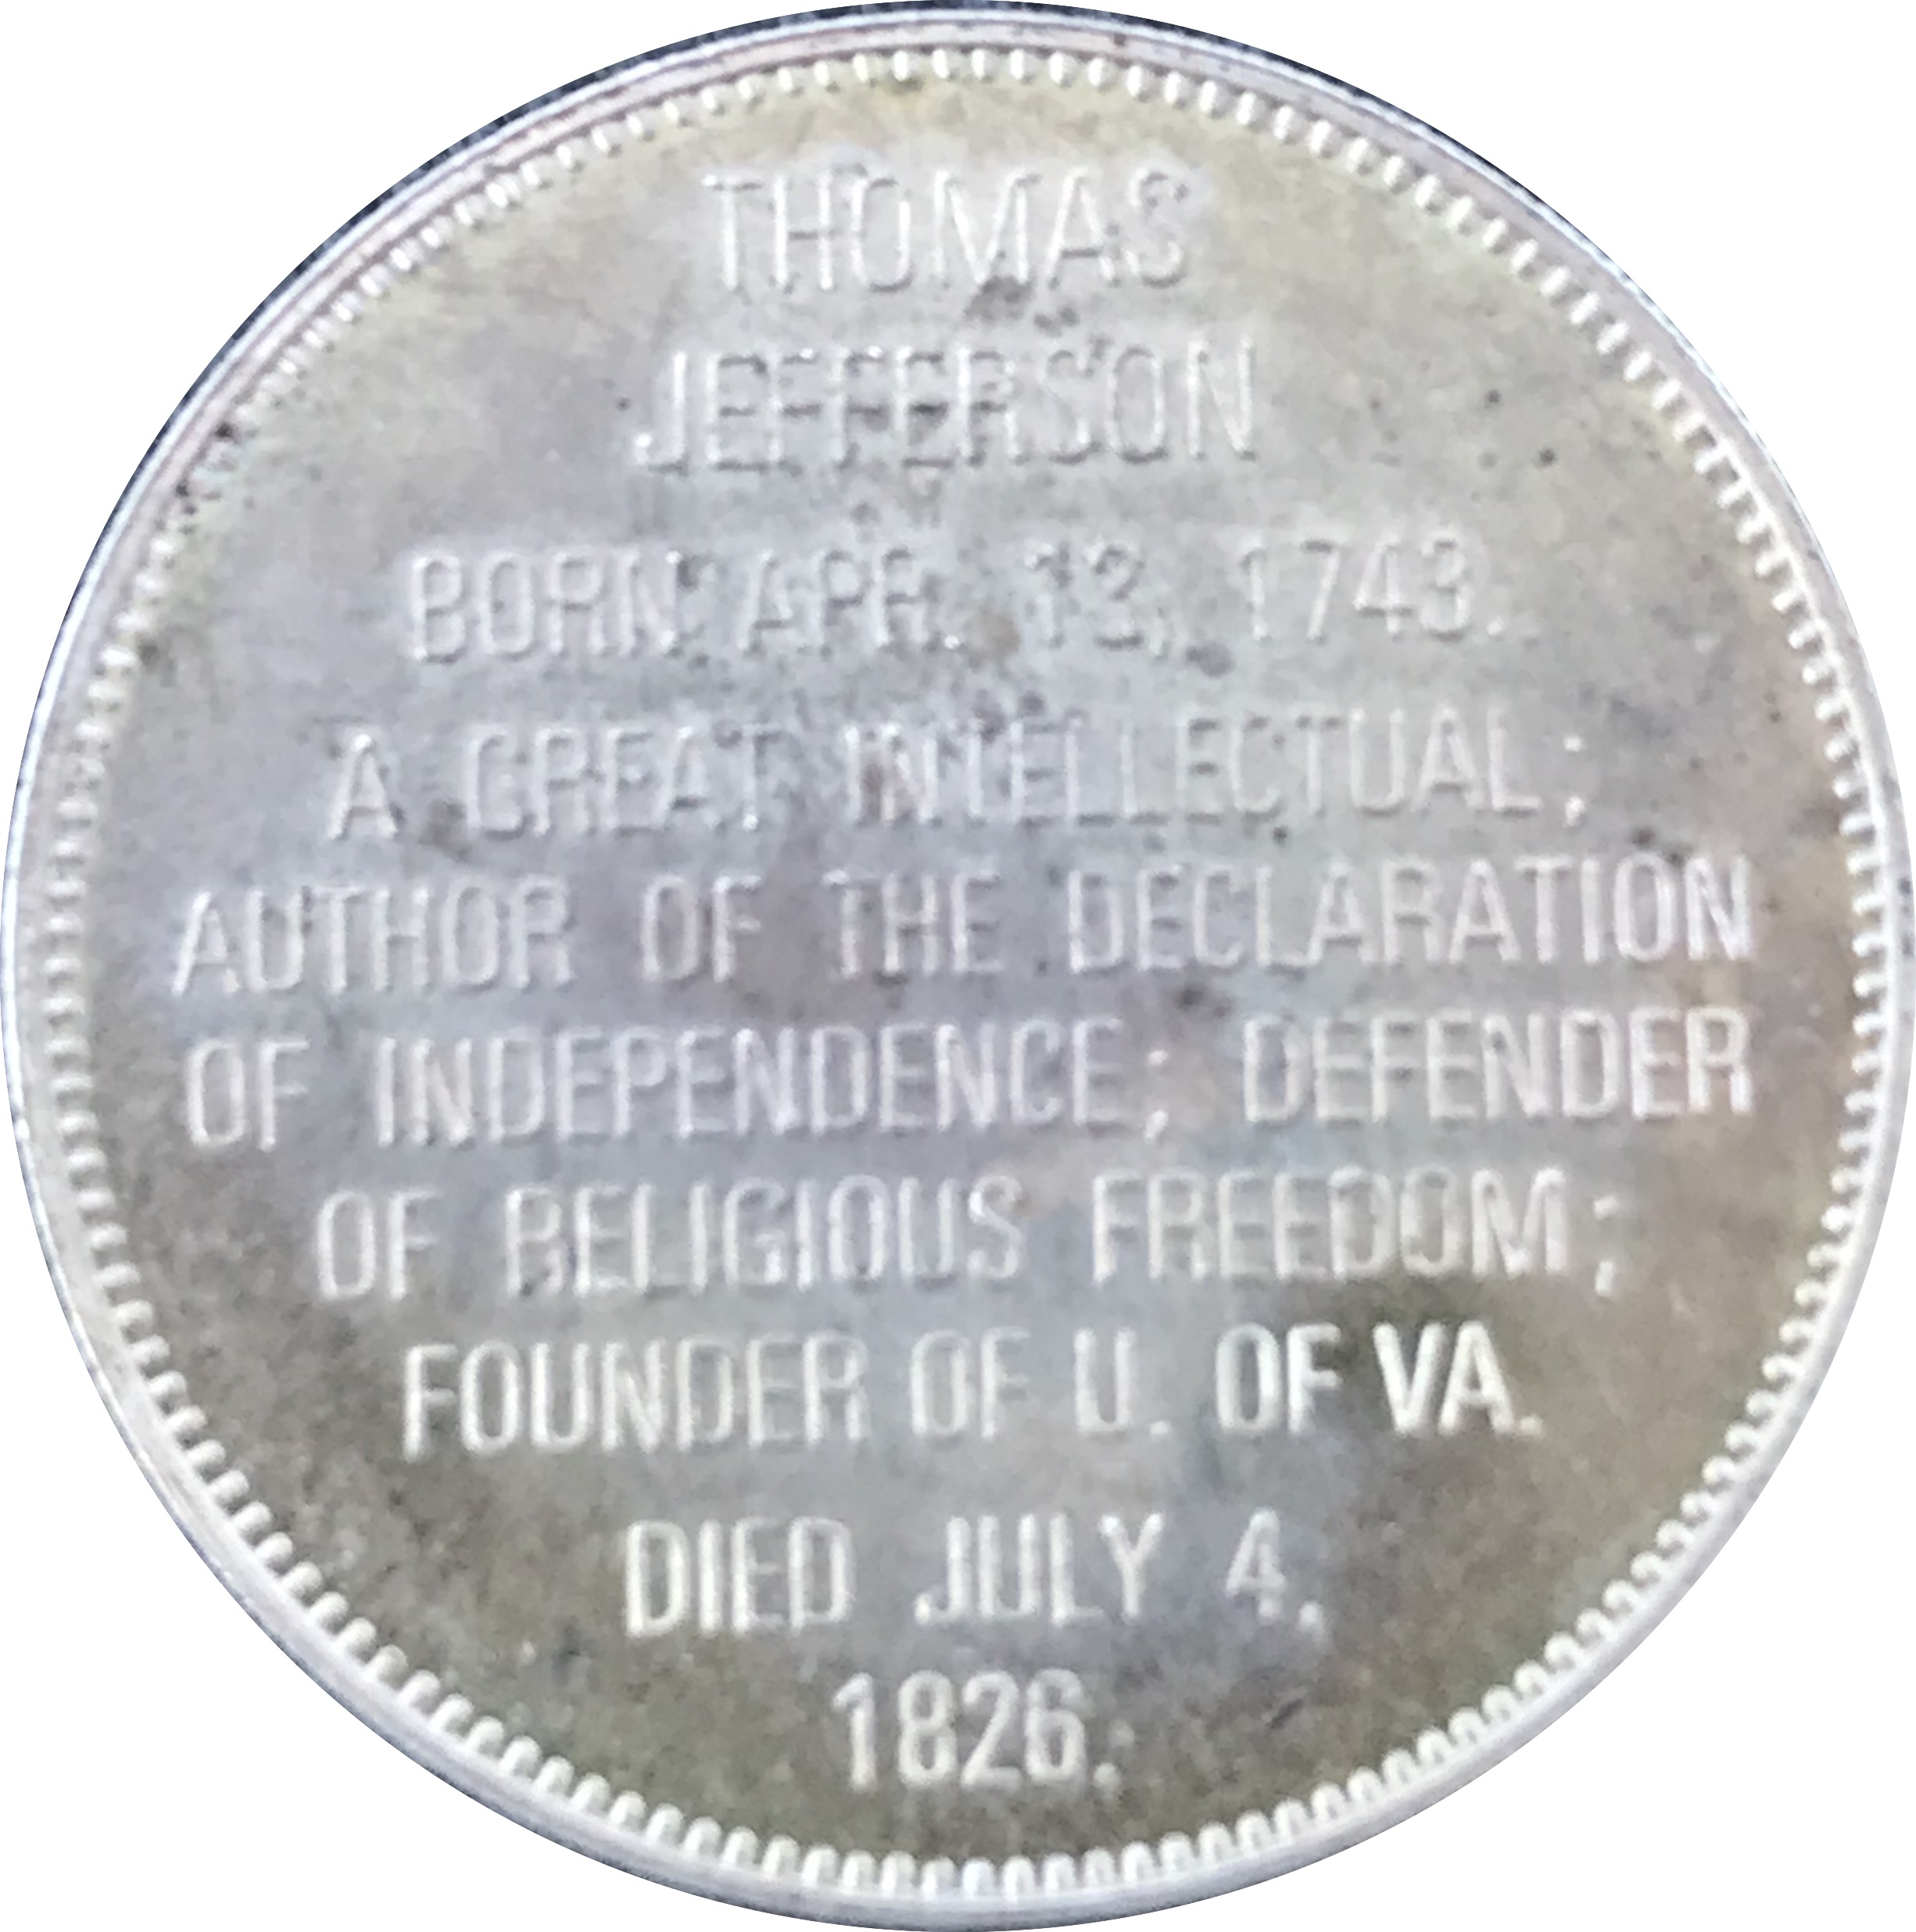 THOMAS
JEFFERSON
BORN APR. 13, 1743.
A GREAT INTELLECTUAL;
AUTHOR OF THE DECLARATION
OF INDEPENDENCE; DEFENDER
OF RELIGIOUS FREEDOM;
FOUNDER OF U. OF VA.
DIED JULY 4,
1826.